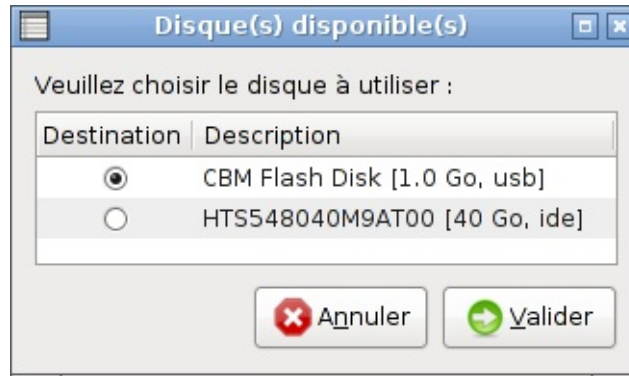 Disque(s) disponible(s)
Veuillez choisir le disque à utiliser :
Destination Description
CBM Flash Disk [1.0 Go, usb]
HTS548040M9AT00 [40 Go, ide]
Annuler Valider